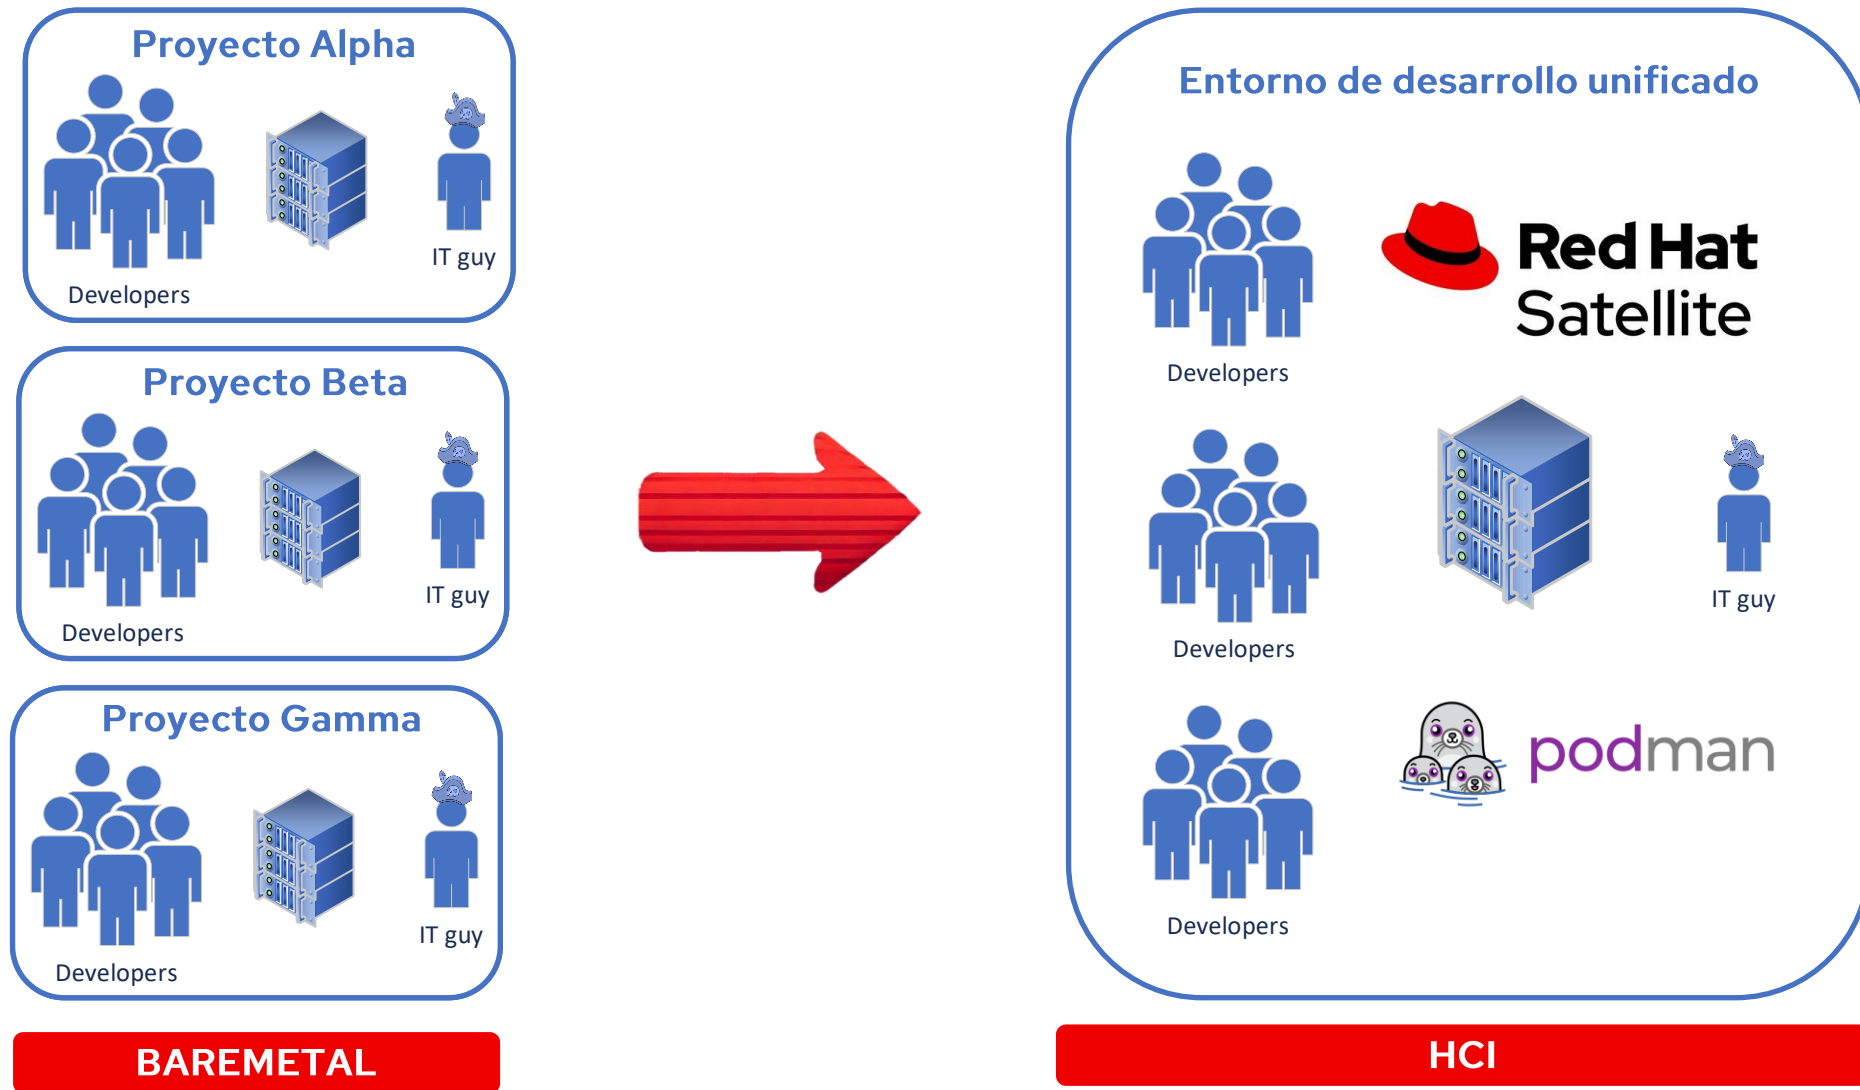 Proyecto Alpha
IT guy
Developers
Proyecto Beta
IT guy
Developers
Proyecto Gamma
IT guy
Developers
BAREMETAL
Entorno de desarrollo unificado
Red Hat
Satellite
Developers
IT guy
Developers
podman
Developers
HCI